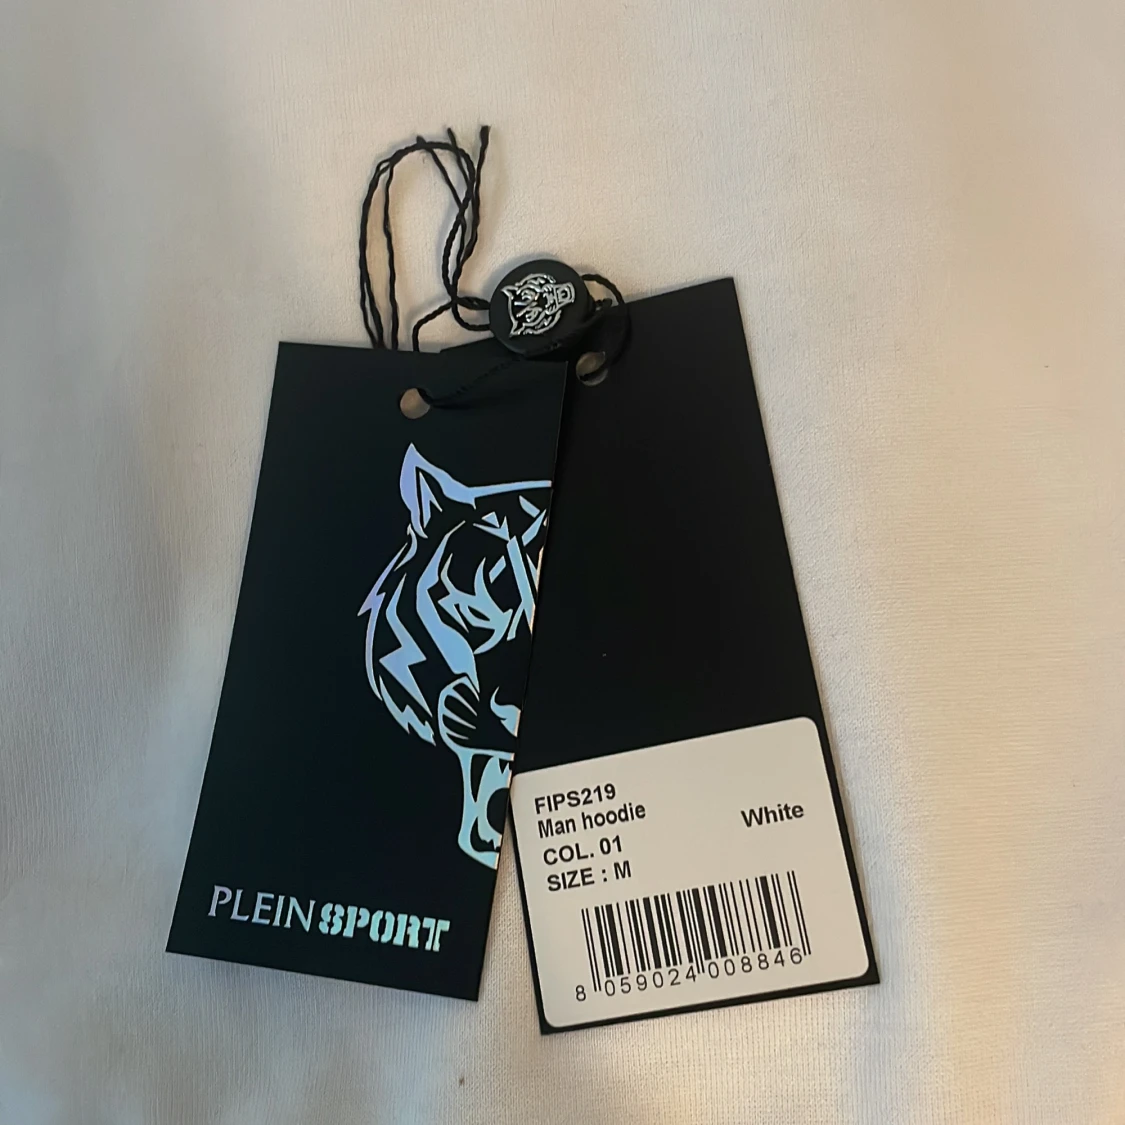 PLEIN SPORT
FIPS219
Man hoodie
White
COL. 01
SIZE : M
8 059024 008846